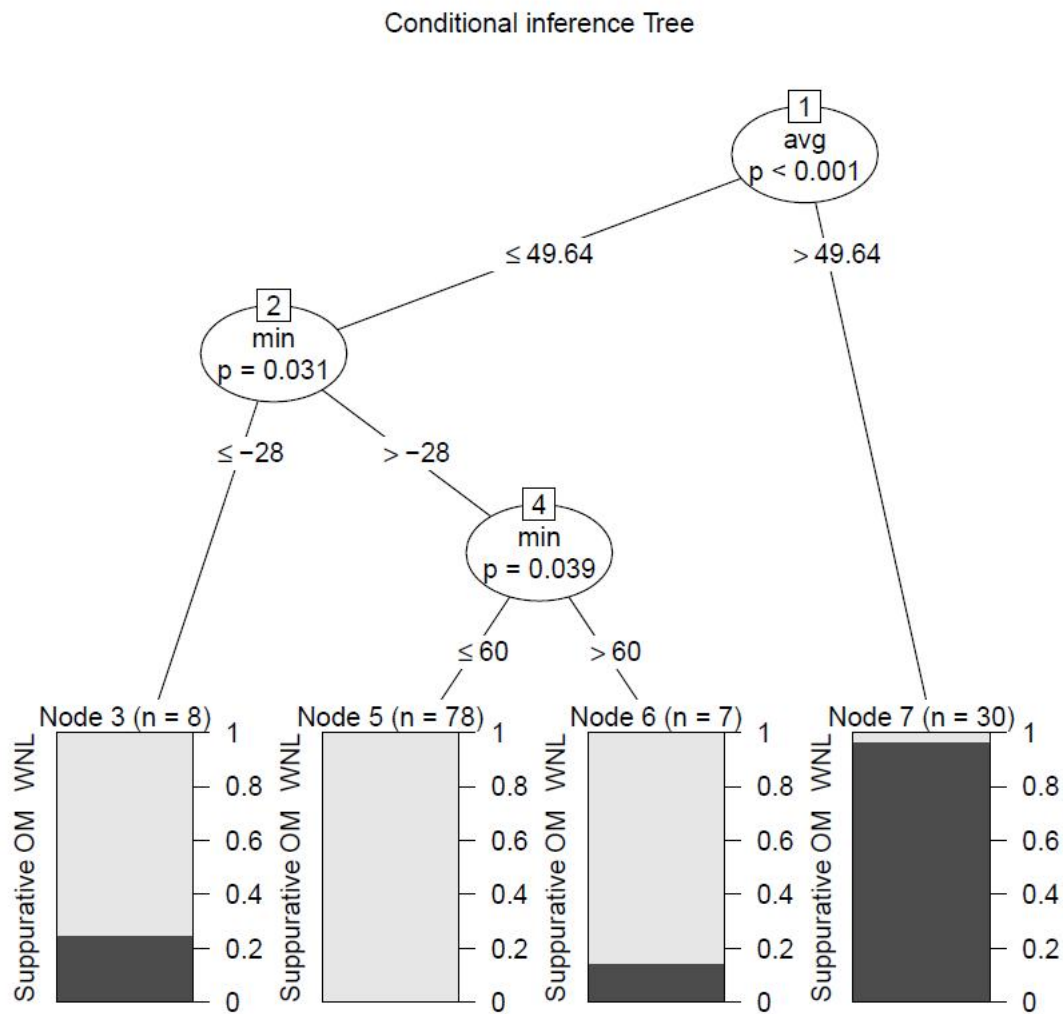 Conditional inference Tree
1
avg
p < 0.001
≤ 49.64
> 49.64
2
min
p = 0.031
≤ −28
> −28
4
min
p = 0.039
≤ 60
> 60
Node 3 (n = 8)
Suppurative OM WNL
1
0.8
0.6
0.4
0.2
0
Node 5 (n = 78)
Suppurative OM WNL
1
0.8
0.6
0.4
0.2
0
Node 6 (n = 7)
Suppurative OM WNL
1
0.8
0.6
0.4
0.2
0
Node 7 (n = 30)
Suppurative OM WNL
1
0.8
0.6
0.4
0.2
0